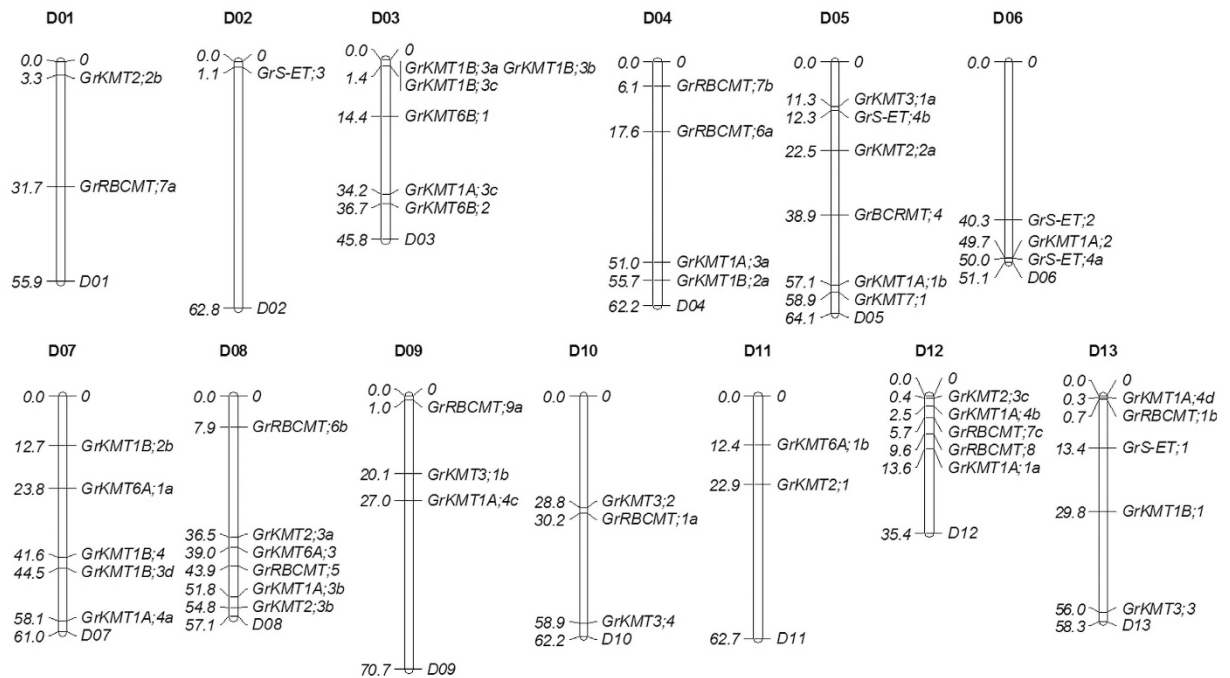 D01
0.0 0
3.3 GrKMT2;2b
31.7 GrRBCMT;7a
55.9 D01
D02
0.0 0
1.1 GrS-ET;3
62.8 D02
D03
0.0 0
1.4 GrKMT1B;3a GrKMT1B;3b
GrKMT1B;3c
14.4 GrKMT6B;1
34.2 GrKMT1A;3c
36.7 GrKMT6B;2
45.8 D03
D04
0.0 0
6.1 GrRBCMT;7b
17.6 GrRBCMT;6a
51.0 GrKMT1A;3a
55.7 GrKMT1B;2a
62.2 D04
D05
0.0 0
11.3 GrKMT3;1a
12.3 GrS-ET;4b
22.5 GrKMT2;2a
38.9 GrBCRMT;4
57.1 GrKMT1A;1b
58.9 GrKMT7;1
64.1 D05
D06
0.0 0
40.3 GrS-ET;2
49.7 GrKMT1A;2
50.0 GrS-ET;4a
51.1 D06
D07
0.0 0
12.7 GrKMT1B;2b
23.8 GrKMT6A;1a
41.6 GrKMT1B;4
44.5 GrKMT1B;3d
58.1 GrKMT1A;4a
61.0 D07
D08
0.0 0
7.9 GrRBCMT;6b
36.5 GrKMT2;3a
39.0 GrKMT6A;3
43.9 GrRBCMT;5
51.8 GrKMT1A;3b
54.8 GrKMT2;3b
57.1 D08
D09
0.0 0
1.0 GrRBCMT;9a
20.1 GrKMT3;1b
27.0 GrKMT1A;4c
70.7 D09
D10
0.0 0
28.8 GrKMT3;2
30.2 GrRBCMT;1a
58.9 GrKMT3;4
62.2 D10
D11
0.0 0
12.4 GrKMT6A;1b
22.9 GrKMT2;1
62.7 D11
D12
0.0 0
0.4 GrKMT2;3c
2.5 GrKMT1A;4b
5.7 GrRBCMT;7c
9.6 GrRBCMT;8
13.6 GrKMT1A;1a
35.4 D12
D13
0.0 0
0.3 GrKMT1A;4d
0.7 GrRBCMT;1b
13.4 GrS-ET;1
29.8 GrKMT1B;1
56.0 GrKMT3;3
58.3 D13